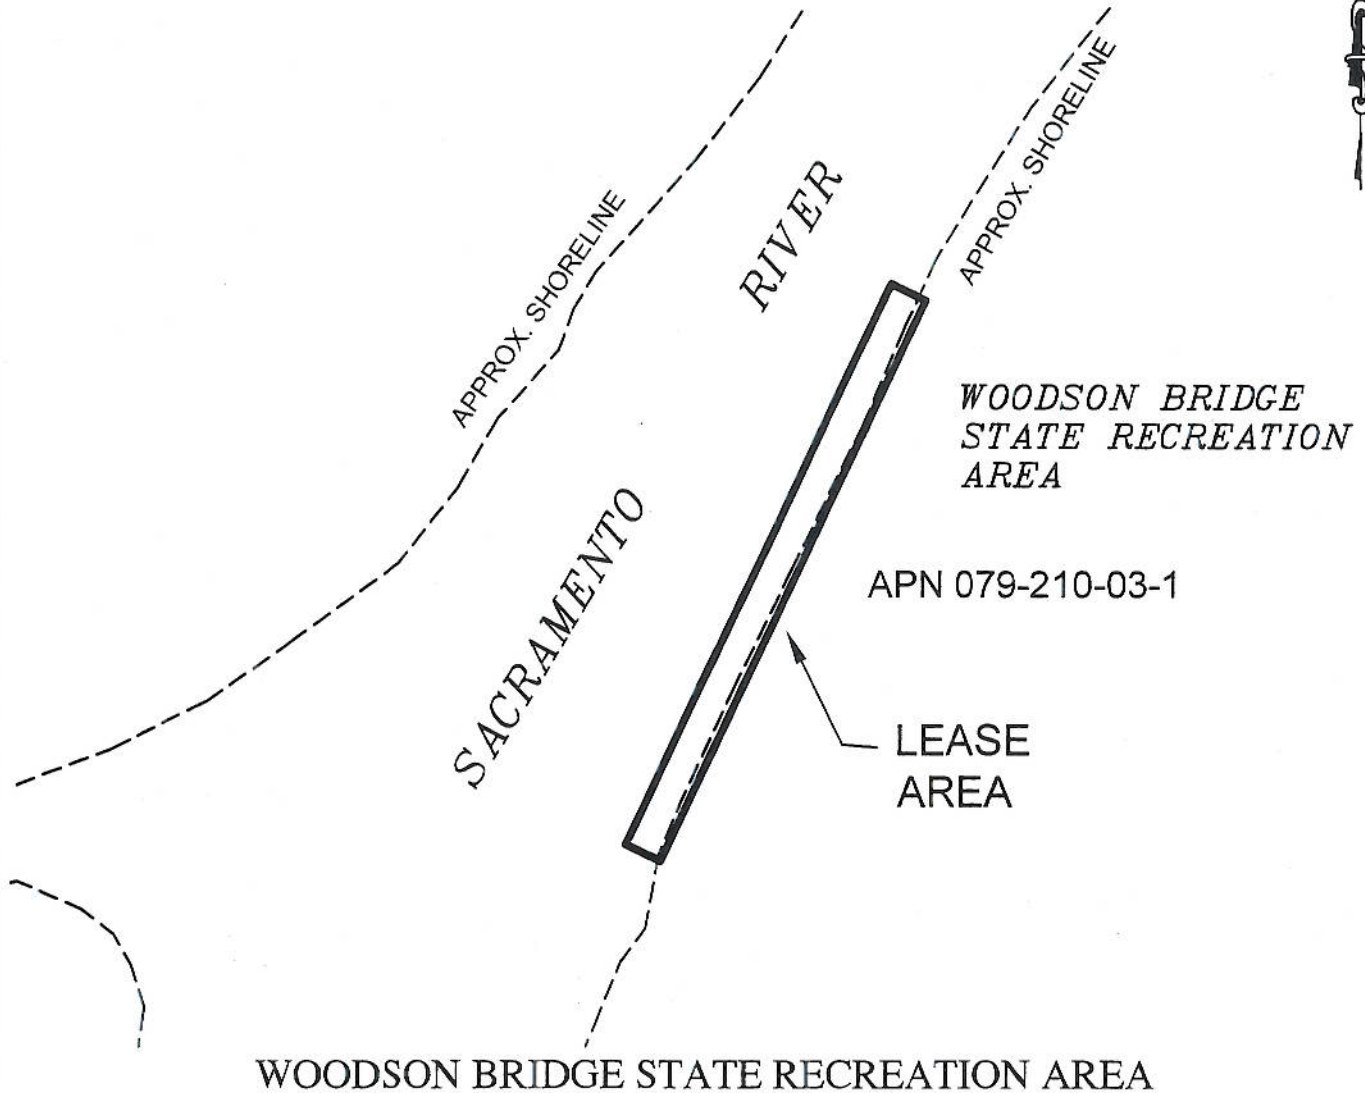 APPROX. SHORELINE
APPROX. SHORELINE
RIVER
SACRAMENTO
WOODSON BRIDGE
STATE RECREATION
AREA
APN 079-210-03-1
LEASE
AREA
WOODSON BRIDGE STATE RECREATION AREA